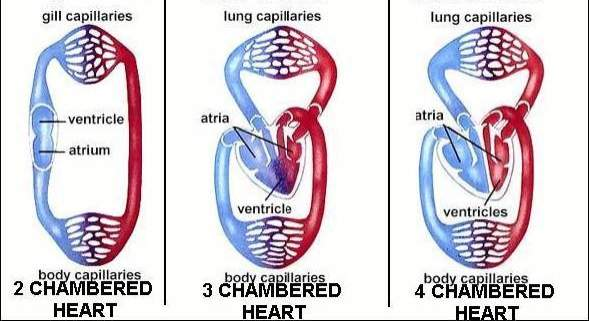 gill capillaries
ventricle
atrium
body capillaries
2 CHAMBERED
HEART
lung capillaries
atria
ventricle
body capillaries
3 CHAMBERED
HEART
lung capillaries
atria
ventricles
body capillaries
4 CHAMBERED
HEART